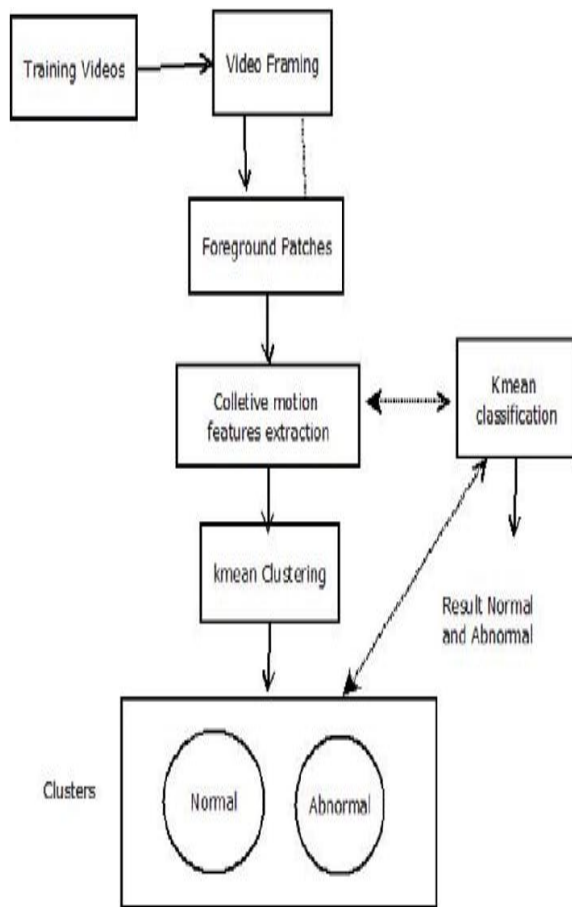 Training Videos
Video Framing
Foreground Patches
Colletive motion
features extraction
Kmean
classification
kmean Clustering
Result Normal
and Abnormal
Clusters
Normal
Abnormal